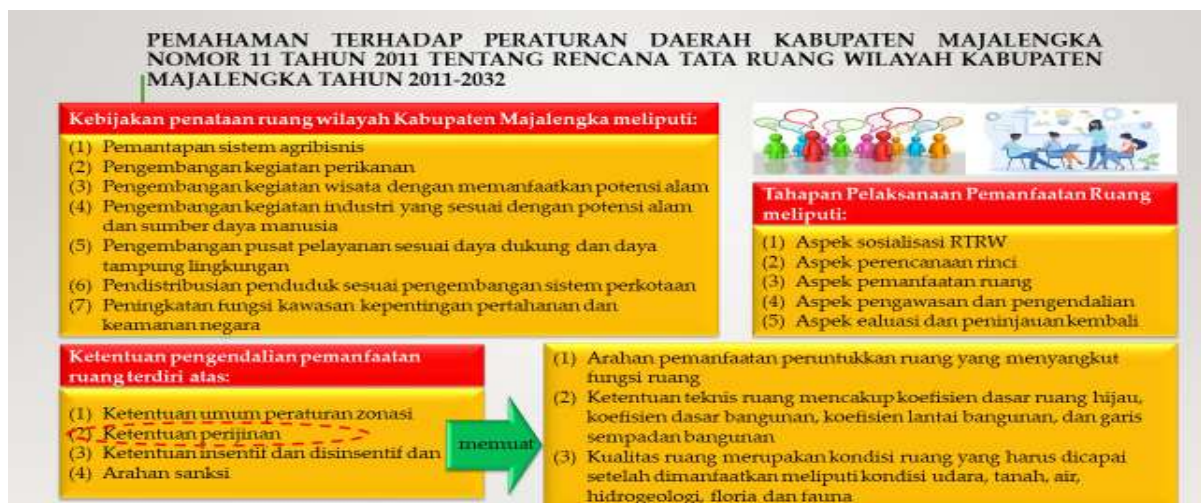 PEMAHAMAN TERHADAP PERATURAN DAERAH KABUPATEN MAJALENGKA
NOMOR 11 TAHUN 2011 TENTANG RENCANA TATA RUANG WILAYAH KABUPATEN
MAJALENGKA TAHUN 2011-2032
Kebijakan penataan ruang wilayah Kabupaten Majalengka meliputi:
(1) Pemantapan sistem agribisnis
(2) Pengembangan kegiatan perikanan
(3) Pengembangan kegiatan wisata dengan memanfaatkan potensi alam
(4) Pengembangan kegiatan industri yang sesuai dengan potensi alam
dan sumber daya manusia
(5) Pengembangan pusat pelayanan sesuai daya dukung dan daya
tampung lingkungan
(6) Pendistribusian penduduk sesuai pengembangan sistem perkotaan
(7) Peningkatan fungsi kawasan kepentingan pertahanan dan
keamanan negara
Tahapan Pelaksanaan Pemanfaatan Ruang
meliputi:
(1) Aspek sosialisasi RTRW
(2) Aspek perencanaan rinci
(3) Aspek pemanfaatan ruang
(4) Aspek pengawasan dan pengendalian
(5) Aspek ealuasi dan peninjauan kembali
Ketentuan pengendalian pemanfaatan
ruang terdiri atas:
(1) Ketentuan umum peraturan zonasi
(2) Ketentuan perijinan
(3) Ketentuan insentif dan disinsentif dan
(4) Arahan sanksi
memuat
(1) Arahan pemanfaatan peruntukkan ruang yang menyangkut
fungsi ruang
(2) Ketentuan teknis ruang mencakup koefisien dasar ruang hijau,
koefisien dasar bangunan, koefisien lantai bangunan, dan garis
sempadan bangunan
(3) Kualitas ruang merupakan kondisi ruang yang harus dicapai
setelah dimanfaatkan meliputi kondisi udara, tanah, air,
hidrogeologi, floria dan fauna